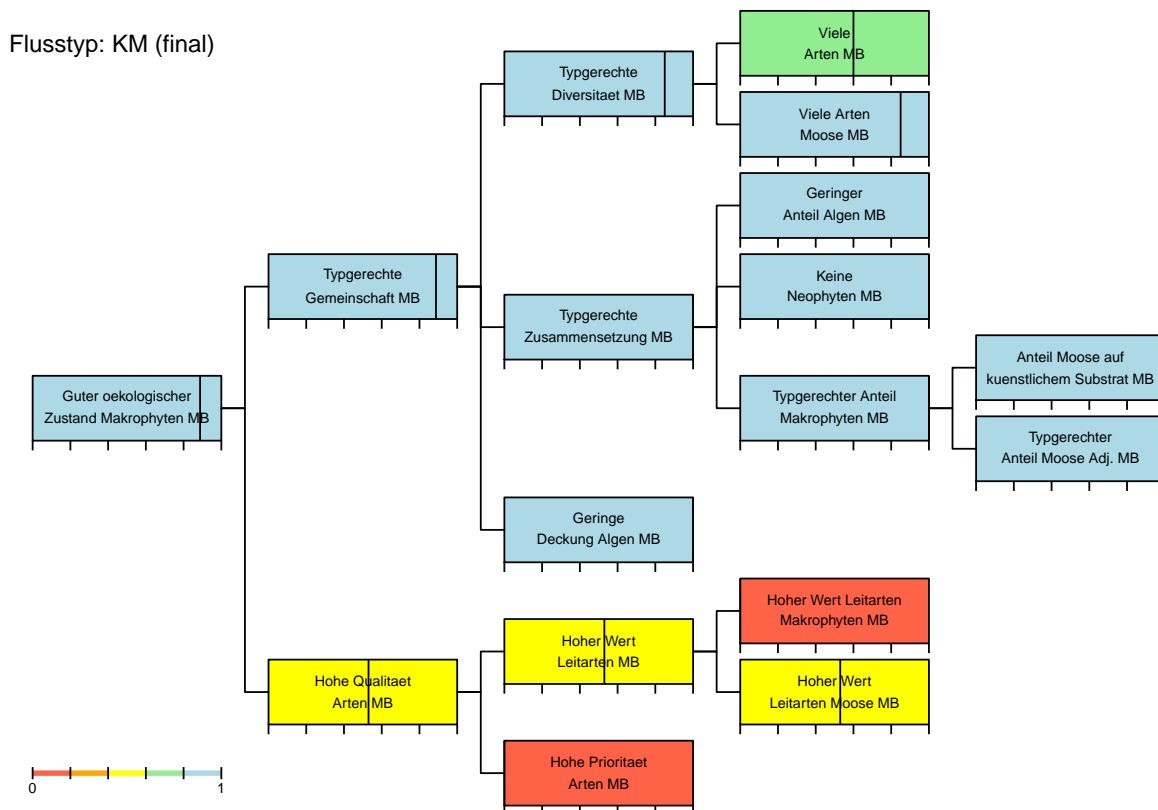 Flusstyp: KM (final)
Viele
Arten MB
Typgerechte
Diversitaet MB
Viele Arten
Moose MB
Geringer
Anteil Algen MB
Typgerechte
Gemeinschaft MB
Keine
Neophyten MB
Typgerechte
Zusammensetzung MB
Anteil Moose auf
kuenstlichem Substrat MB
Guter oekologischer
Zustand Makrophyten MB
Typgerechter Anteil
Makrophyten MB
Typgerechter
Anteil Moose Adj. MB
Geringe
Deckung Algen MB
Hoher Wert Leitarten
Makrophyten MB
Hoher Wert
Leitarten MB
Hohe Qualitaet
Arten MB
Hoher Wert
Leitarten Moose MB
Hohe Prioritaet
Arten MB
0 1